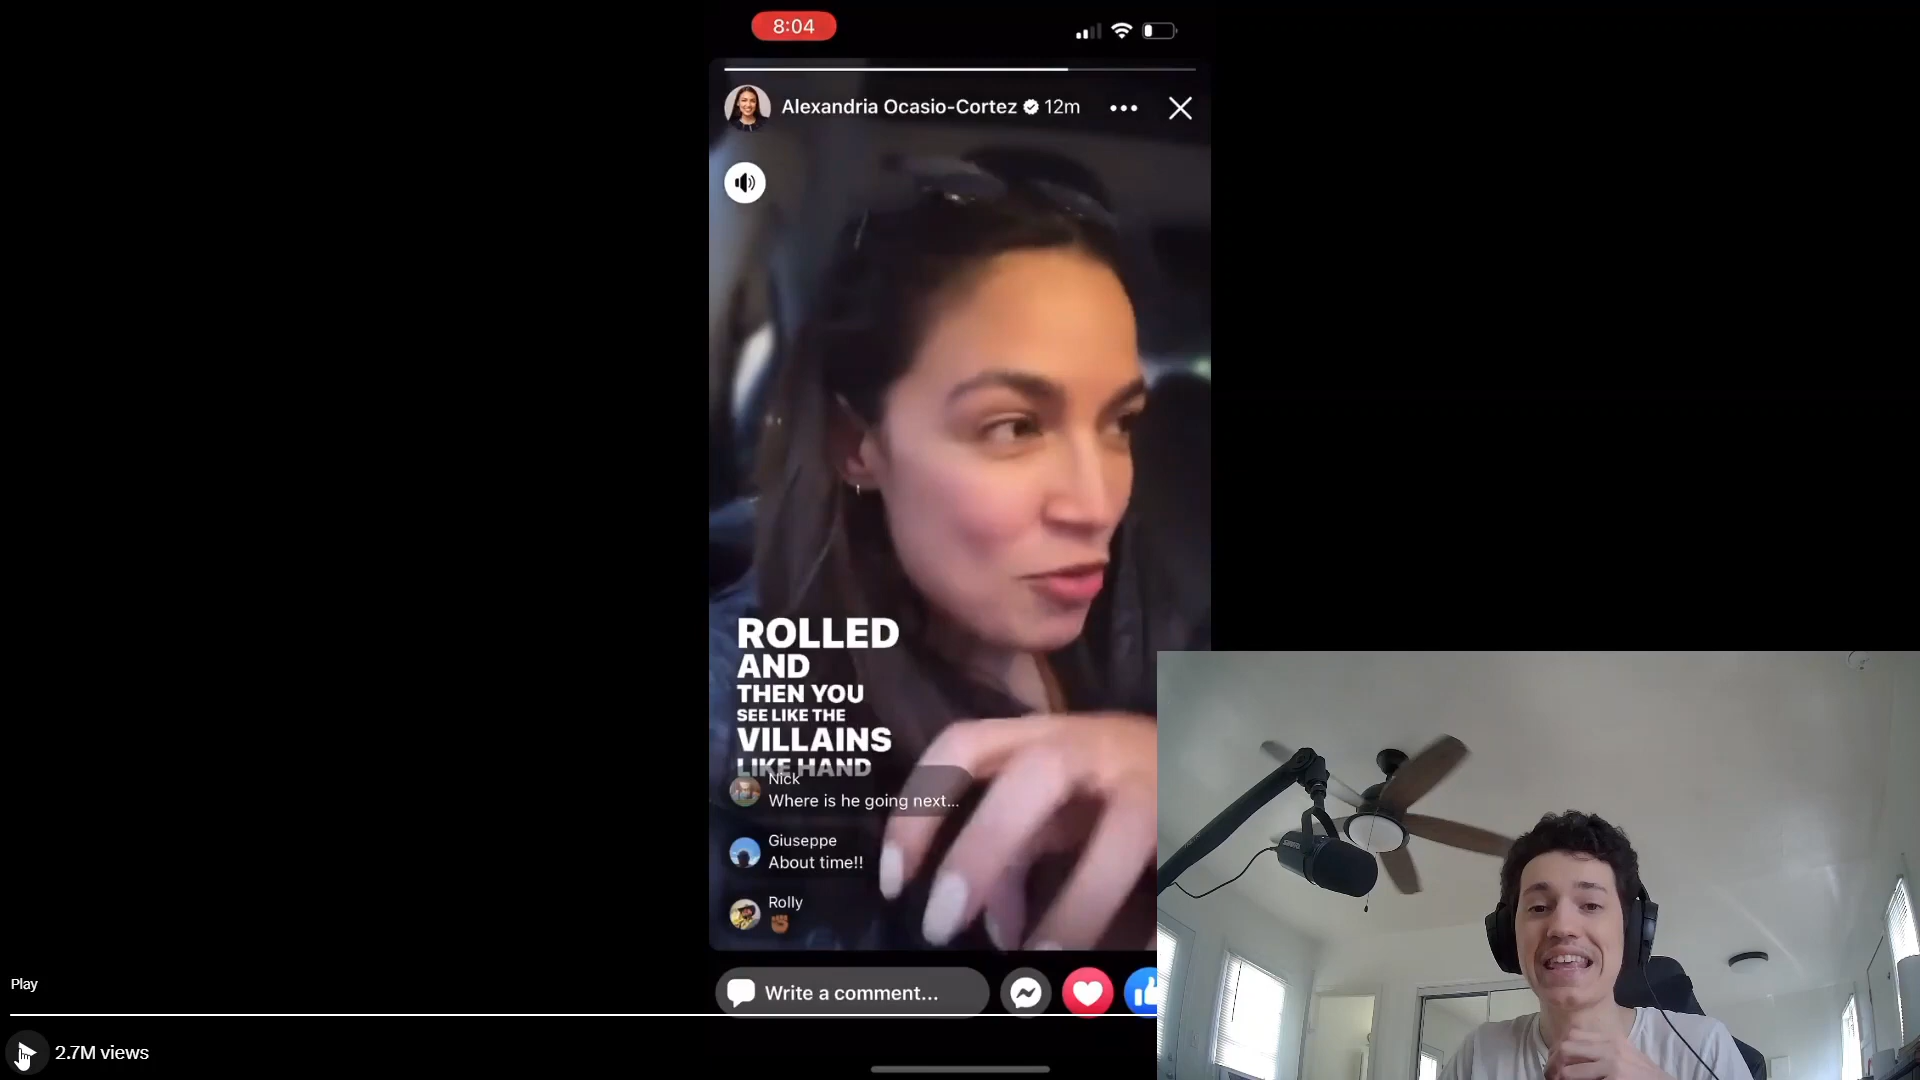 8:04
Alexandria Ocasio-Cortez 12m
ROLLED
AND
THEN YOU
SEE LIKE THE
VILLAINS
LIKE HAND
Nick
Where is he going next...
Giuseppe
About time!!
Rolly
Write a comment...
Play
2.7M views